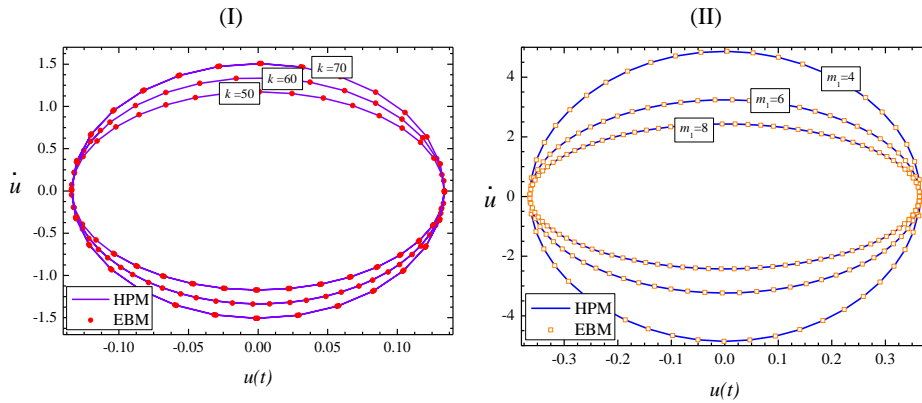 (I)
1.5
1.0
0.5
0.0
-0.5
-1.0
-1.5
u̇
k=70
k=60
k=50
HPM
EBM
-0.10
-0.05
0.00
0.05
0.10
u(t)
(II)
4
2
0
-2
-4
u̇
m₁=4
m₁=6
m₁=8
HPM
EBM
-0.3
-0.2
-0.1
0.0
0.1
0.2
0.3
u(t)